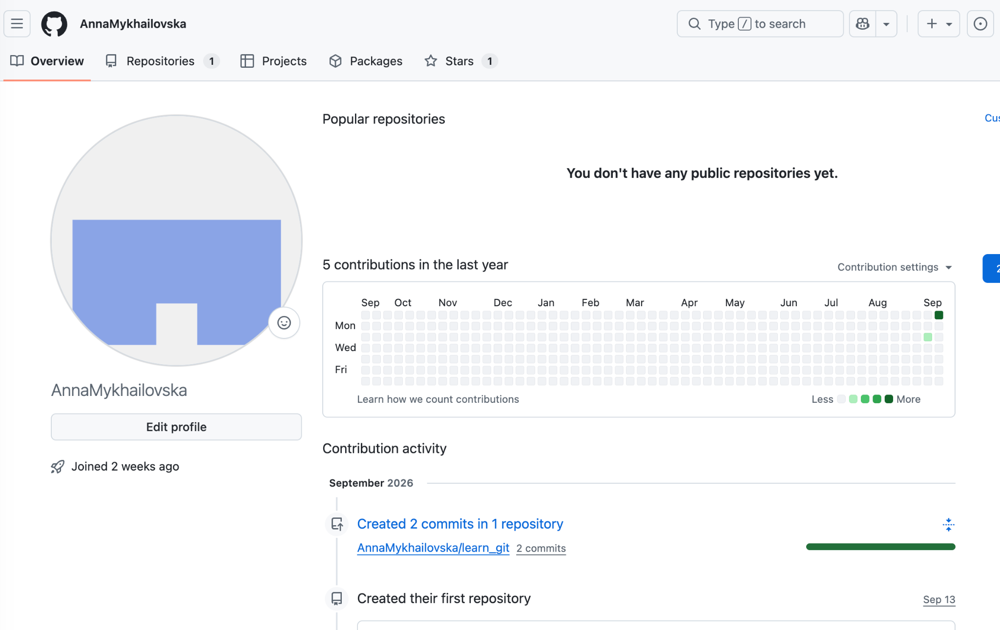 AnnaMykhailovska
Type / to search
Overview
Repositories 1
Projects
Packages
Stars 1
Popular repositories
Cus
You don't have any public repositories yet.
5 contributions in the last year
Contribution settings
2
Sep Oct Nov Dec Jan Feb Mar Apr May Jun Jul Aug Sep
Mon
Wed
Fri
Learn how we count contributions
Less
More
AnnaMykhailovska
Edit profile
Joined 2 weeks ago
Contribution activity
September 2026
Created 2 commits in 1 repository
AnnaMykhailovska/learn_git 2 commits
Created their first repository
Sep 13